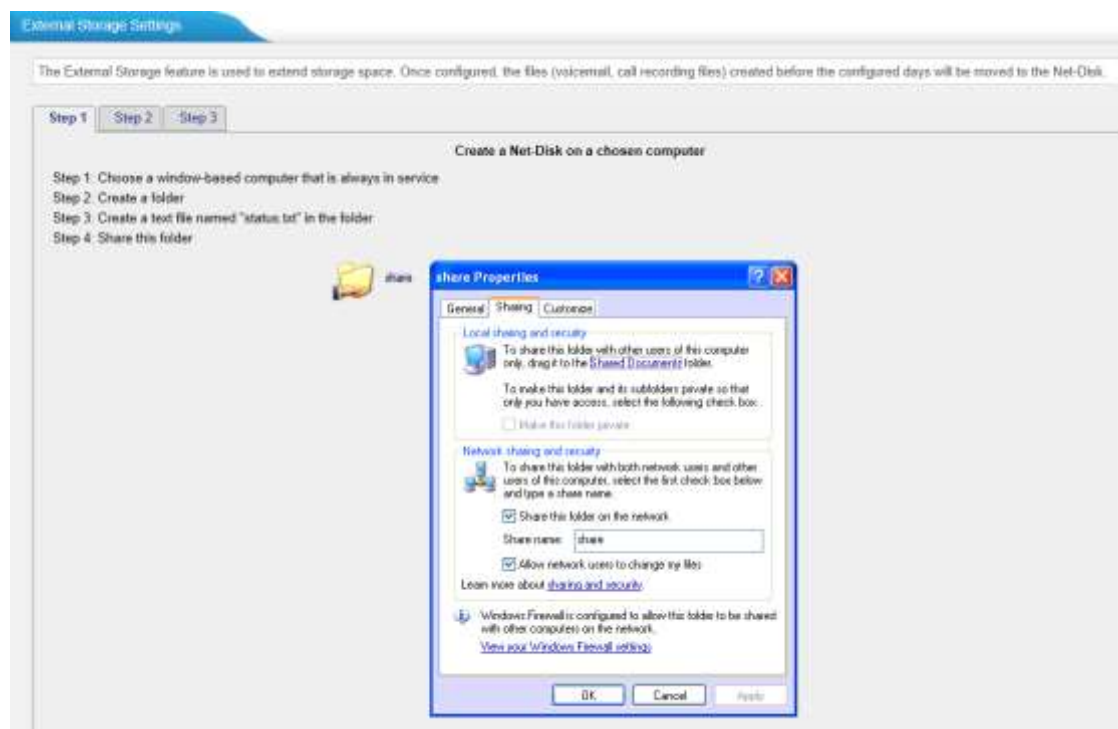 External Storage Settings
The External Storage feature is used to extend storage space. Once configured, the files (voicemail, call recording files) created before the configured days will be moved to the Net-Disk.
Step 1 Step 2 Step 3
Create a Net-Disk on a chosen computer
Step 1: Choose a window-based computer that is always in service
Step 2: Create a folder
Step 3: Create a text file named "status.txt" in the folder
Step 4: Share this folder
share
share Properties
General Sharing Customize
Local sharing and security
To share this folder with other users of this computer
only, drag it to the Shared Documents folder.
To make this folder and its subfolders private so that
only you have access, select the following check box.
Make this folder private
Network sharing and security
To share this folder with both network users and other
users of this computer, select the first check box below
and type a share name.
Share this folder on the network
Share name: share
Allow network users to change my files
Learn more about sharing and security.
Windows Firewall is configured to allow this folder to be shared
with other computers on the network.
View your Windows Firewall settings
OK Cancel Apply